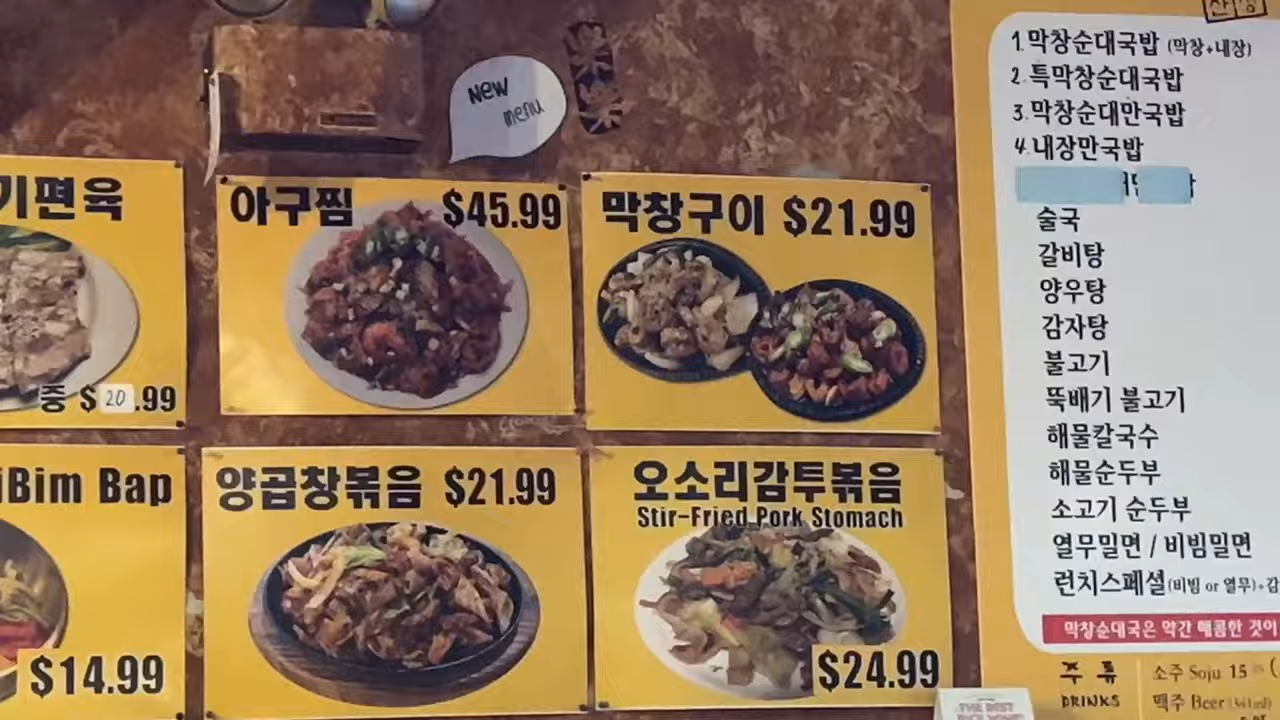 New
menu
기편육
중 $20.99
아구찜 $45.99
막창구이 $21.99
iBim Bap
$14.99
양곱창볶음 $21.99
오소리감투볶음
Stir-Fried Pork Stomach
$24.99
1.막창순대국밥 (막창+내장)
2.특막창순대국밥
3.막창순대만국밥
4.내장만국밥
술국
갈비탕
양우탕
감자탕
불고기
뚝배기 불고기
해물칼국수
해물순두부
소고기 순두부
열무밀면 / 비빔밀면
런치스페셜(비빔 or 열무)+감
막창순대국은 약간 매콤한 것이
주류
DRINKS
소주 Soju 15
맥주 Beer
THE BEST